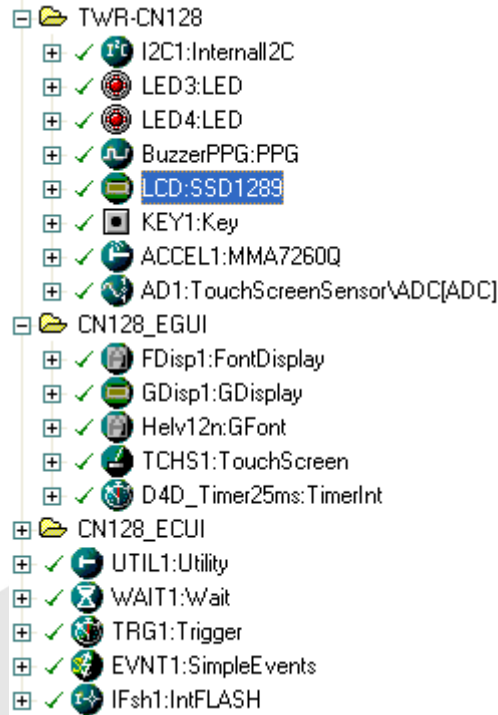 TWR-CN128
I2C1:InternalI2C
LED3:LED
LED4:LED
BuzzerPPG:PPG
LCD:SSD1289
KEY1:Key
ACCEL1:MMA7260Q
AD1:TouchScreenSensor\ADC[ADC]
CN128_EGUI
FDisp1:FontDisplay
GDisp1:GDisplay
Helv12n:GFont
TCHS1:TouchScreen
D4D_Timer25ms:TimerInt
CN128_ECUI
UTIL1:Utility
WAIT1:Wait
TRG1:Trigger
EVNT1:SimpleEvents
IFsh1:IntFLASH